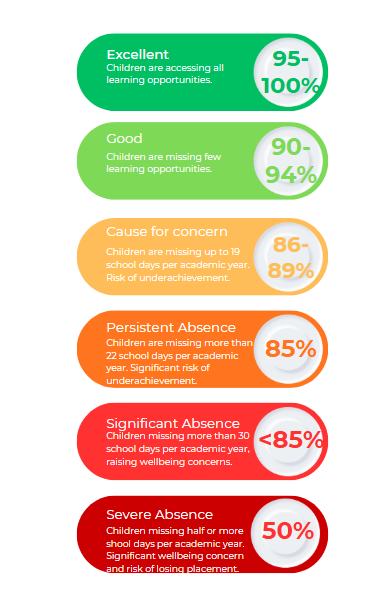 Excellent
Children are accessing all
learning opportunities.
95-
100%
Good
Children are missing few
learning opportunities.
90-
94%
Cause for concern
Children are missing up to 19
school days per academic year.
Risk of underachievement.
86-
89%
Persistent Absence
Children are missing more than
22 school days per academic
year. Significant risk of
underachievement.
85%
Significant Absence
Children missing more than 30
school days per academic year,
raising wellbeing concerns.
<85%
Severe Absence
Children missing half or more
shool days per academic year.
Significant wellbeing concern
and risk of losing placement.
50%